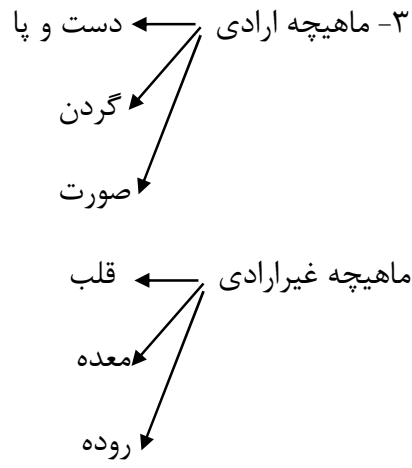 ۳- ماهیچه ارادی دست و پا
گردن
صورت
ماهیچه غیرارادی قلب
معده
روده